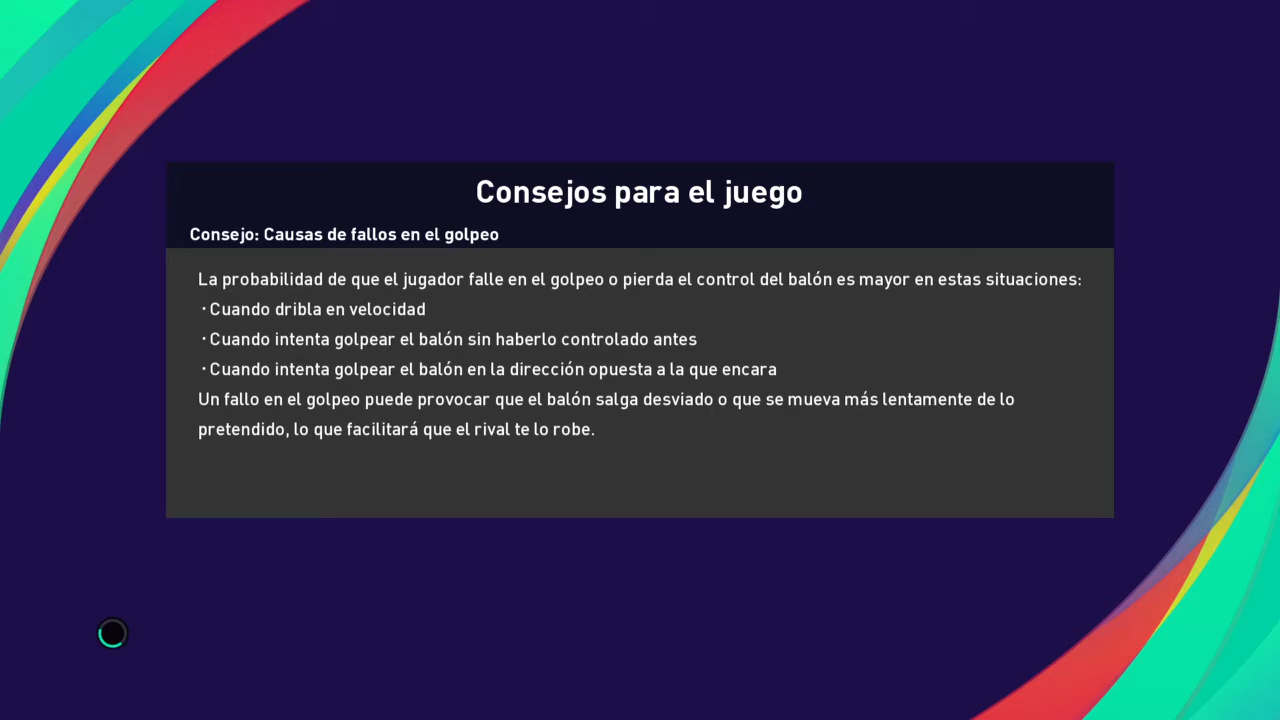 Consejos para el juego
Consejo: Causas de fallos en el golpeo
La probabilidad de que el jugador falle en el golpeo o pierda el control del balón es mayor en estas situaciones:
·Cuando dribla en velocidad
·Cuando intenta golpear el balón sin haberlo controlado antes
·Cuando intenta golpear el balón en la dirección opuesta a la que encara
Un fallo en el golpeo puede provocar que el balón salga desviado o que se mueva más lentamente de lo
pretendido, lo que facilitará que el rival te lo robe.